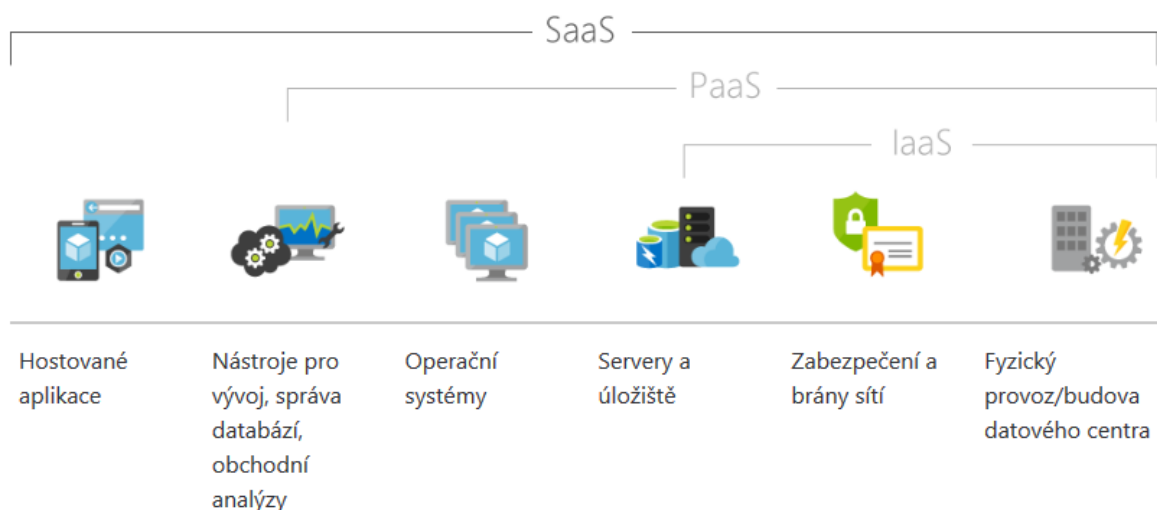 SaaS
PaaS
IaaS
Hostované
aplikace
Nástroje pro
vývoj, správa
databází,
obchodní
analýzy
Operační
systémy
Servery a
úložiště
Zabezpečení a
brány sítí
Fyzický
provoz/budova
datového centra